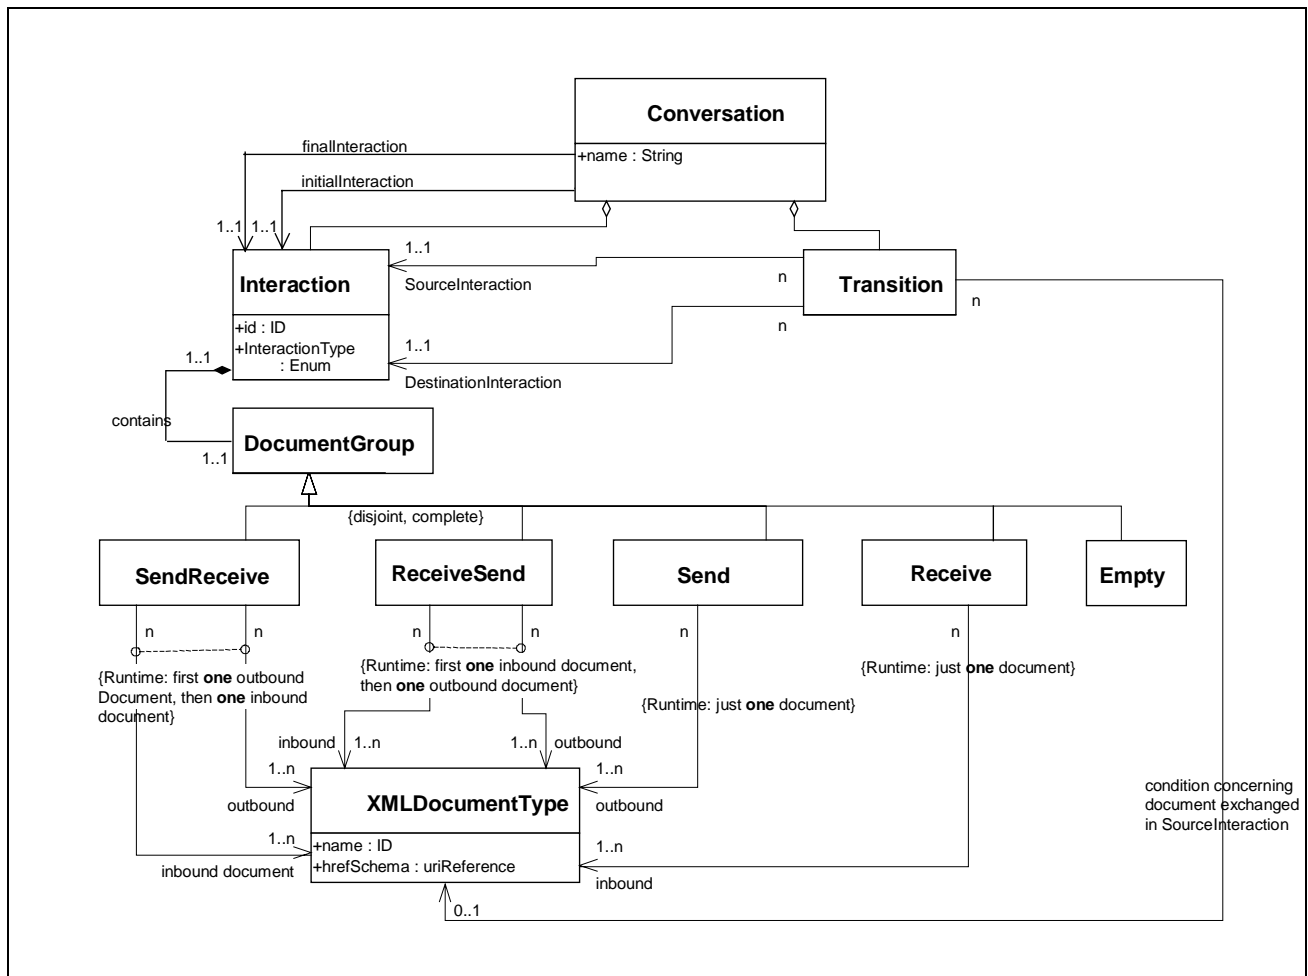 Conversation
+name : String
finalInteraction
initialInteraction
1..1
1..1
Interaction
+id : ID
+InteractionType
: Enum
1..1
SourceInteraction
n
Transition
n
n
1..1
DestinationInteraction
1..1
contains
1..1
DocumentGroup
{disjoint, complete}
SendReceive
ReceiveSend
Send
Receive
Empty
n
n
n
n
n
n
{Runtime: first one outbound
Document, then one inbound
document}
{Runtime: first one inbound document,
then one outbound document}
{Runtime: just one document}
{Runtime: just one document}
inbound
1..n
1..n
outbound
1..n
outbound
1..n
outbound
XMLDocumentType
+name : ID
+hrefSchema : uriReference
1..n
inbound document
1..n
inbound
condition concerning
document exchanged
in SourceInteraction
0..1